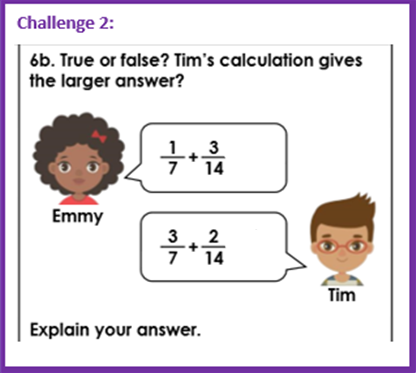 Challenge 2:
6b. True or false? Tim's calculation gives
the larger answer?
1/7 + 3/14
Emmy
3/7 + 2/14
Tim
Explain your answer.